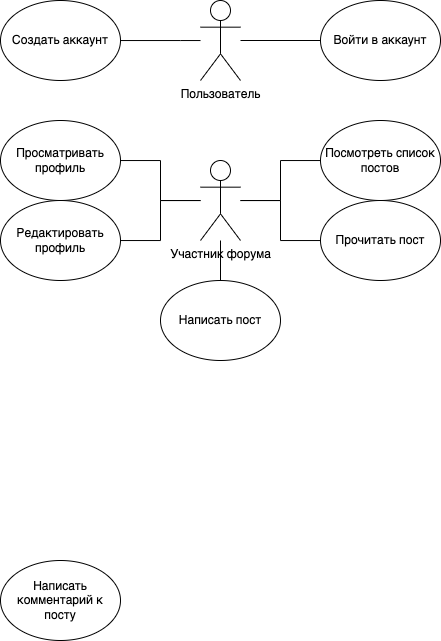 Создать аккаунт
Войти в аккаунт
Пользователь
Просматривать
профиль
Посмотреть список
постов
Редактировать
профиль
Прочитать пост
Участник форума
Написать пост
Написать
комментарий к
посту